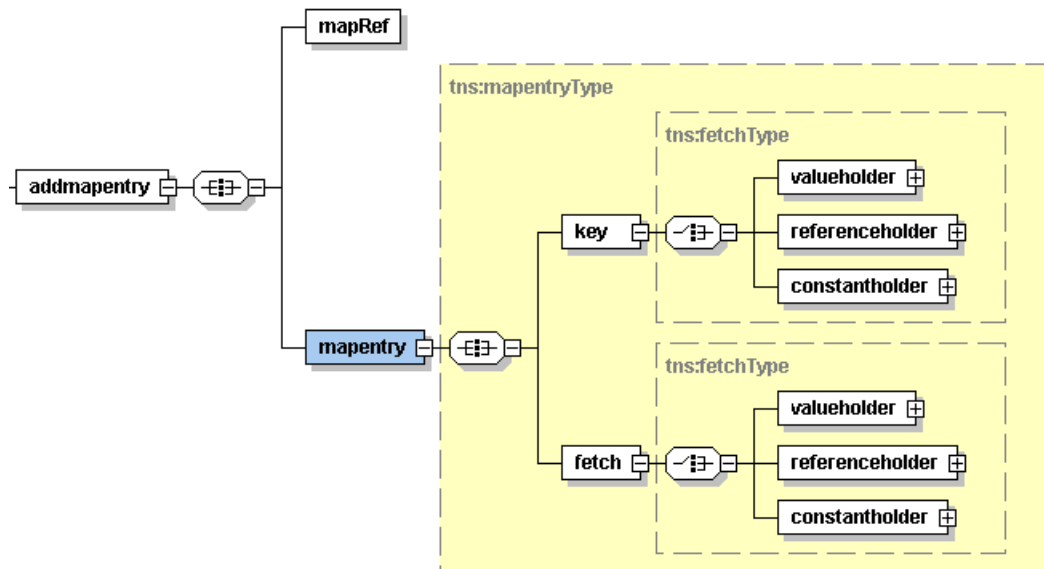 mapRef
tns:mapentryType
tns:fetchType
addmapentry
valueholder
key
referenceholder
constantholder
mapentry
tns:fetchType
valueholder
fetch
referenceholder
constantholder